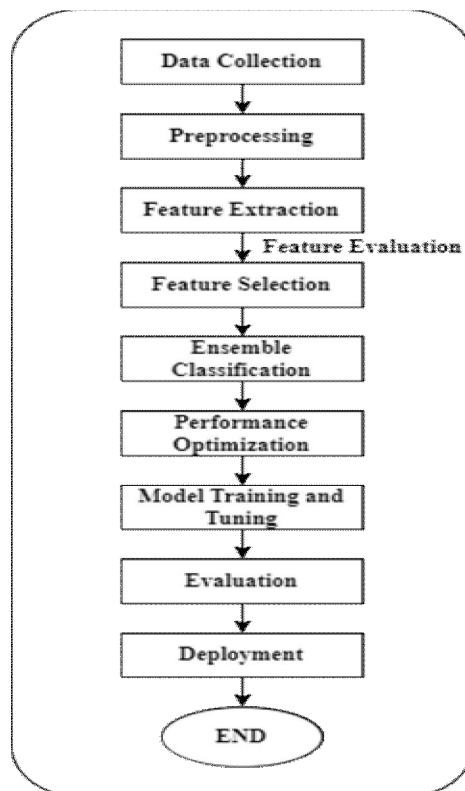 Data Collection
Preprocessing
Feature Extraction
Feature Evaluation
Feature Selection
Ensemble
Classification
Performance
Optimization
Model Training and
Tuning
Evaluation
Deployment
END